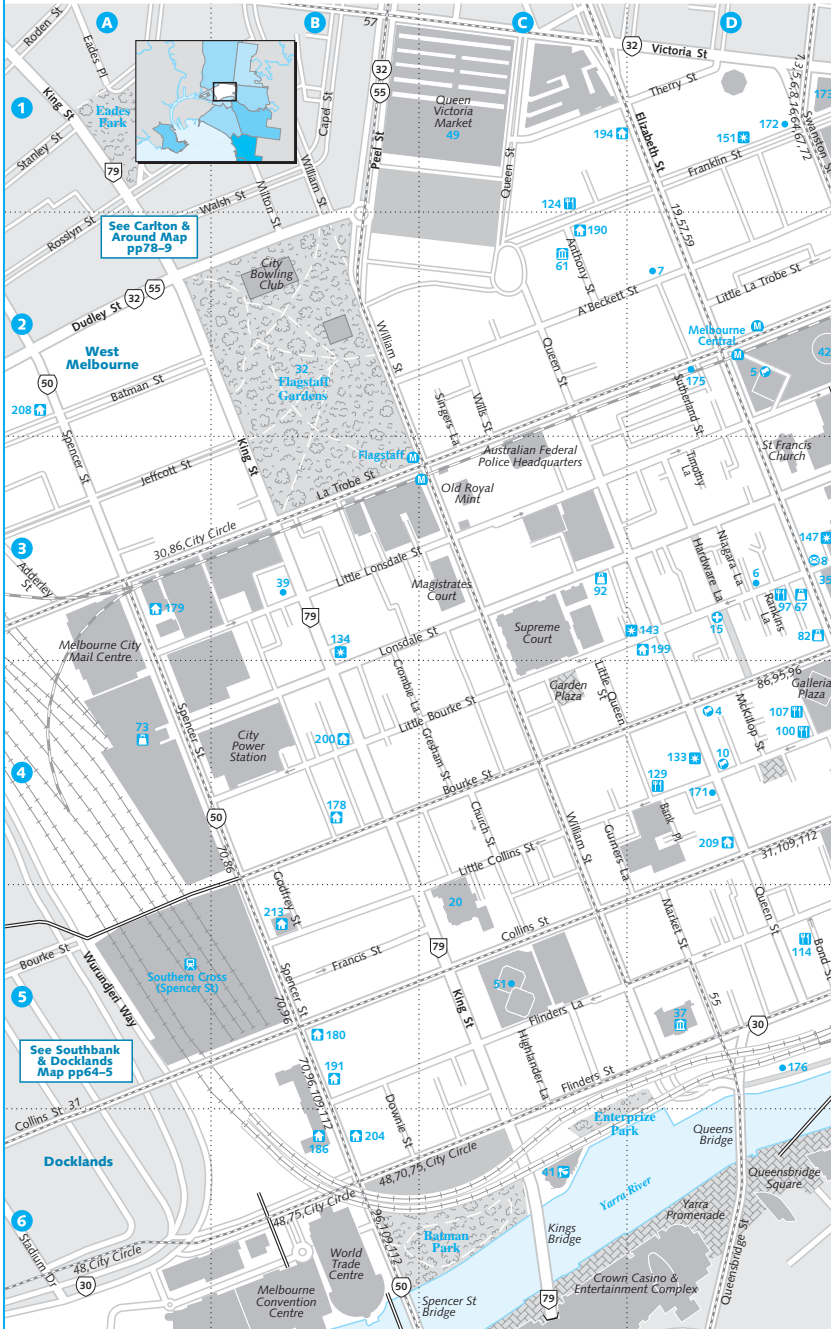 A
B
C
D
1
2
3
4
5
6
Roden St
Eades Pl
King St
Eades
Park
Stanley St
79
Rosslyn St
Walsh St
Milton St
William St
Capel St
57
32
55
Peel St
Queen
Victoria
Market
49
Queen St
194
Elizabeth St
32
Victoria St
Therry St
151
172
1,3,5,6,8,16,64,67,72
Swanston St
173
Franklin St
124
190
61
Anthony St
7
A'Beckett St
19,57,59
Little La Trobe St
See Carlton &
Around Map
pp78–9
City
Bowling
Club
Dudley St
32
55
West
Melbourne
50
Batman St
208
Spencer St
Jeffcott St
King St
32
Flagstaff
Gardens
William St
Queen St
Singers La
Wills St
Melbourne
Central
M
M
5
42
175
Sutherland St
St Francis
Church
Flagstaff
M
M
La Trobe St
Australian Federal
Police Headquarters
Old Royal
Mint
Timothy
La
30,86,City Circle
Adderley
St
39
Little Lonsdale St
Magistrates
Court
92
Hardware La
Niagara La
6
147
8
35
97
67
Rankins
La
15
82
Melbourne City
Mail Centre
179
79
134
Lonsdale St
Supreme
Court
143
199
86,95,96
Galleria
Plaza
Garden
Plaza
Little Queen
St
Crombie La
Little Bourke St
4
McKillop St
107
100
73
Spencer St
City
Power
Station
200
Gresham St
Bourke St
133
10
129
171
178
Church St
Little Collins St
William St
Gurners La
Bank Pl
209
31,109,112
50
70,86
Godfrey St
213
20
Collins St
Market St
Queen St
114
Bond St
Bourke St
Wurundjeri Way
Southern Cross
(Spencer St)
Francis St
79
King St
51
Flinders La
37
55
30
176
Spencer St
70,96
180
191
70,96,109,112
Highlander La
Flinders St
See Southbank
& Docklands
Map pp64–5
Collins St 31
Docklands
186
204
Downie St
Enterprize
Park
Queens
Bridge
41
Queensbridge
Square
48,70,75,City Circle
Yarra River
Yarra
Promenade
48,75,City Circle
96,109,112
Batman
Park
Kings
Bridge
Queensbridge St
48,City Circle
Stadium Dr
30
World
Trade
Centre
Melbourne
Convention
Centre
50
Spencer St
Bridge
79
Crown Casino &
Entertainment Complex